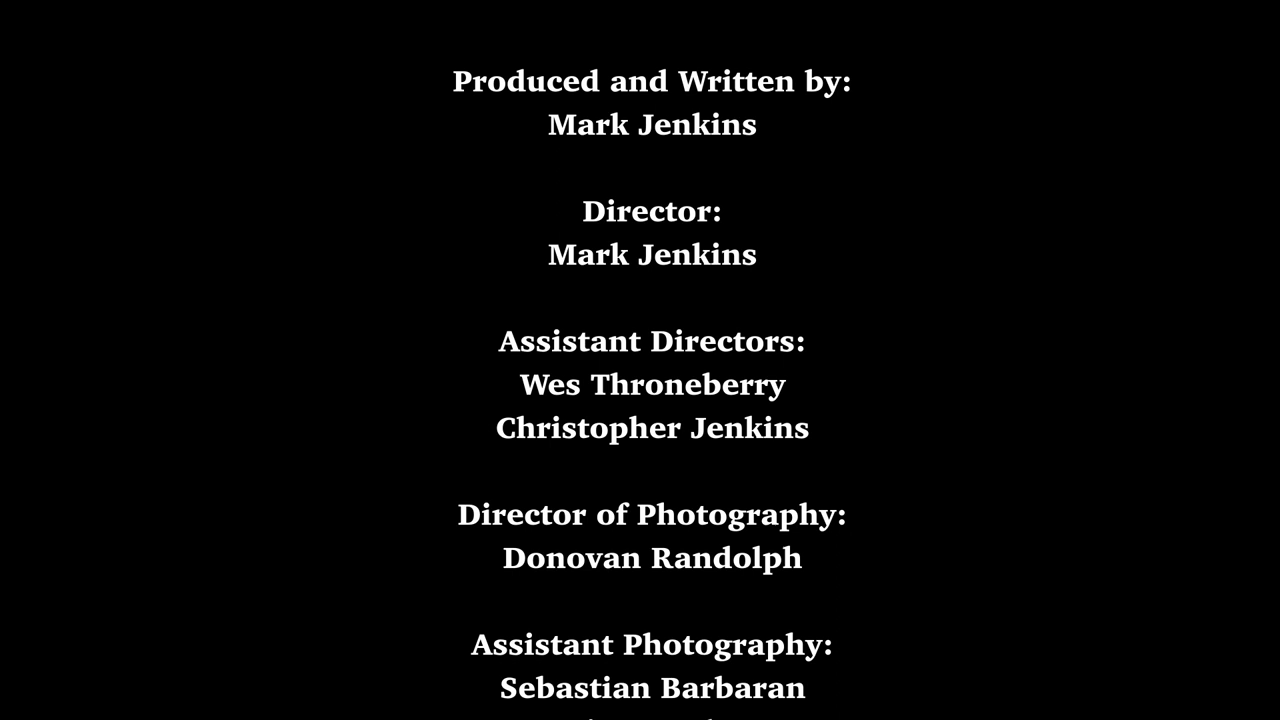 Produced and Written by:
Mark Jenkins
Director:
Mark Jenkins
Assistant Directors:
Wes Throneberry
Christopher Jenkins
Director of Photography:
Donovan Randolph
Assistant Photography:
Sebastian Barbaran